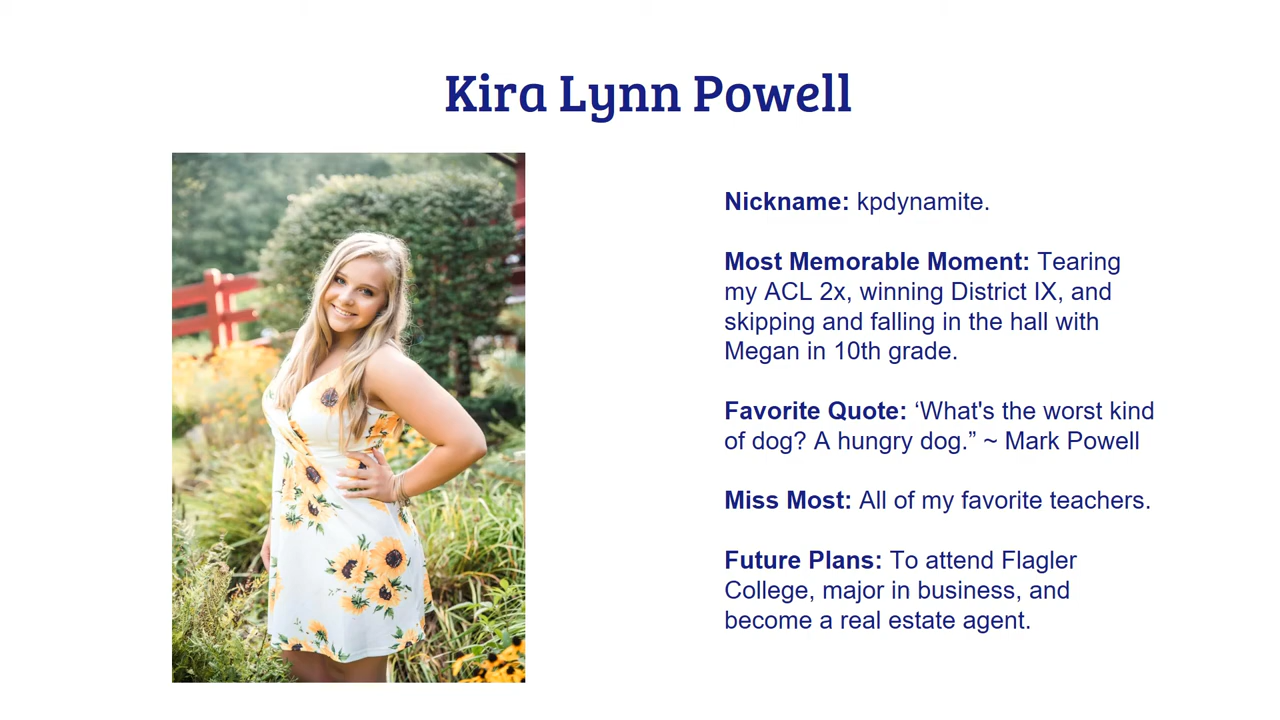 Kira Lynn Powell
Nickname: kpdynamite.
Most Memorable Moment: Tearing
my ACL 2x, winning District IX, and
skipping and falling in the hall with
Megan in 10th grade.
Favorite Quote: ‘What's the worst kind
of dog? A hungry dog.” ~ Mark Powell
Miss Most: All of my favorite teachers.
Future Plans: To attend Flagler
College, major in business, and
become a real estate agent.